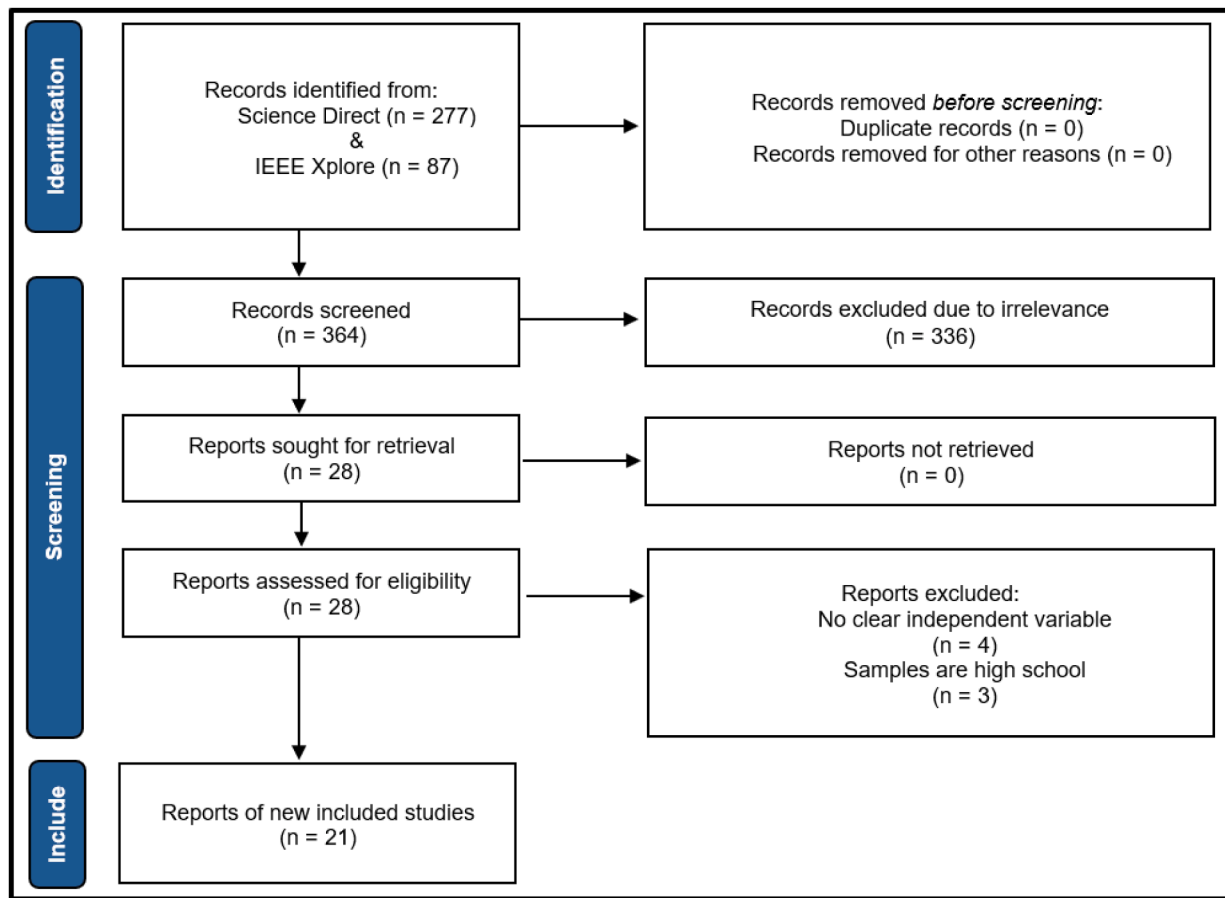 Identification
Records identified from:
Science Direct (n = 277)
&
IEEE Xplore (n = 87)
Records removed before screening:
Duplicate records (n = 0)
Records removed for other reasons (n = 0)
Screening
Records screened
(n = 364)
Records excluded due to irrelevance
(n = 336)
Reports sought for retrieval
(n = 28)
Reports not retrieved
(n = 0)
Reports assessed for eligibility
(n = 28)
Reports excluded:
No clear independent variable
(n = 4)
Samples are high school
(n = 3)
Include
Reports of new included studies
(n = 21)